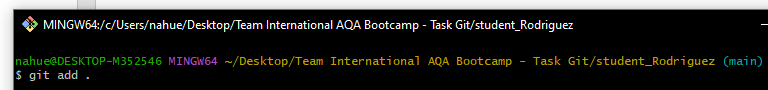 MINGW64:/c/Users/nahue/Desktop/Team International AQA Bootcamp - Task Git/student_Rodriguez
nahue@DESKTOP-M352546 MINGW64 ~/Desktop/Team International AQA Bootcamp - Task Git/student_Rodriguez (main)
$ git add .